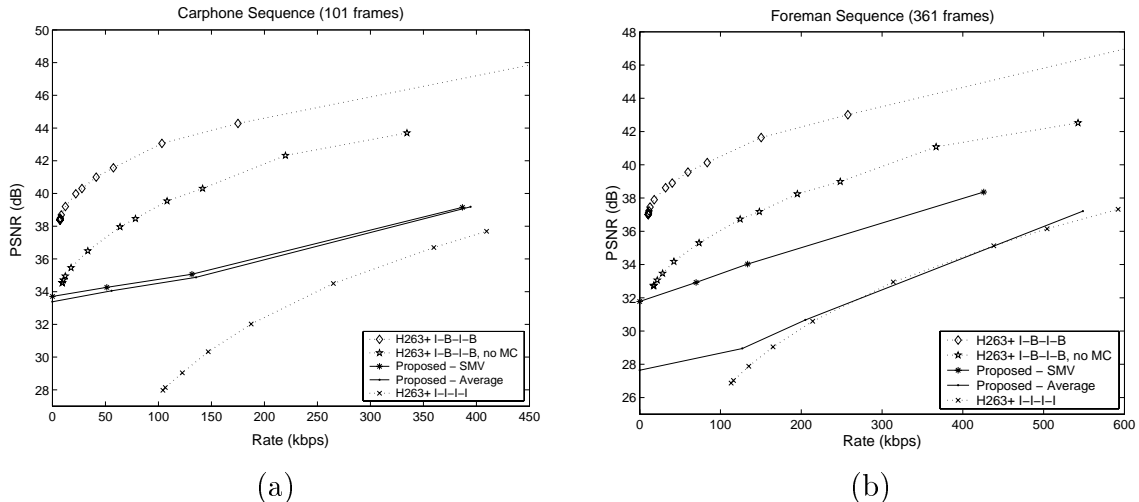 Carphone Sequence (101 frames)
50
48
46
44
42
40
38
36
34
32
30
28
PSNR (dB)
0
50
100
150
200
250
300
350
400
450
Rate (kbps)
H263+ I−B−I−B
H263+ I−B−I−B, no MC
Proposed − SMV
Proposed − Average
H263+ I−I−I−I
(a)
Foreman Sequence (361 frames)
48
46
44
42
40
38
36
34
32
30
28
26
PSNR (dB)
0
100
200
300
400
500
600
Rate (kbps)
H263+ I−B−I−B
H263+ I−B−I−B, no MC
Proposed − SMV
Proposed − Average
H263+ I−I−I−I
(b)